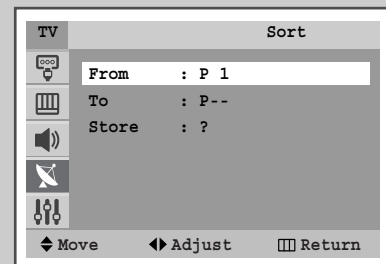 TV Sort
From : P 1
To : P--
Store : ?
Move Adjust Return